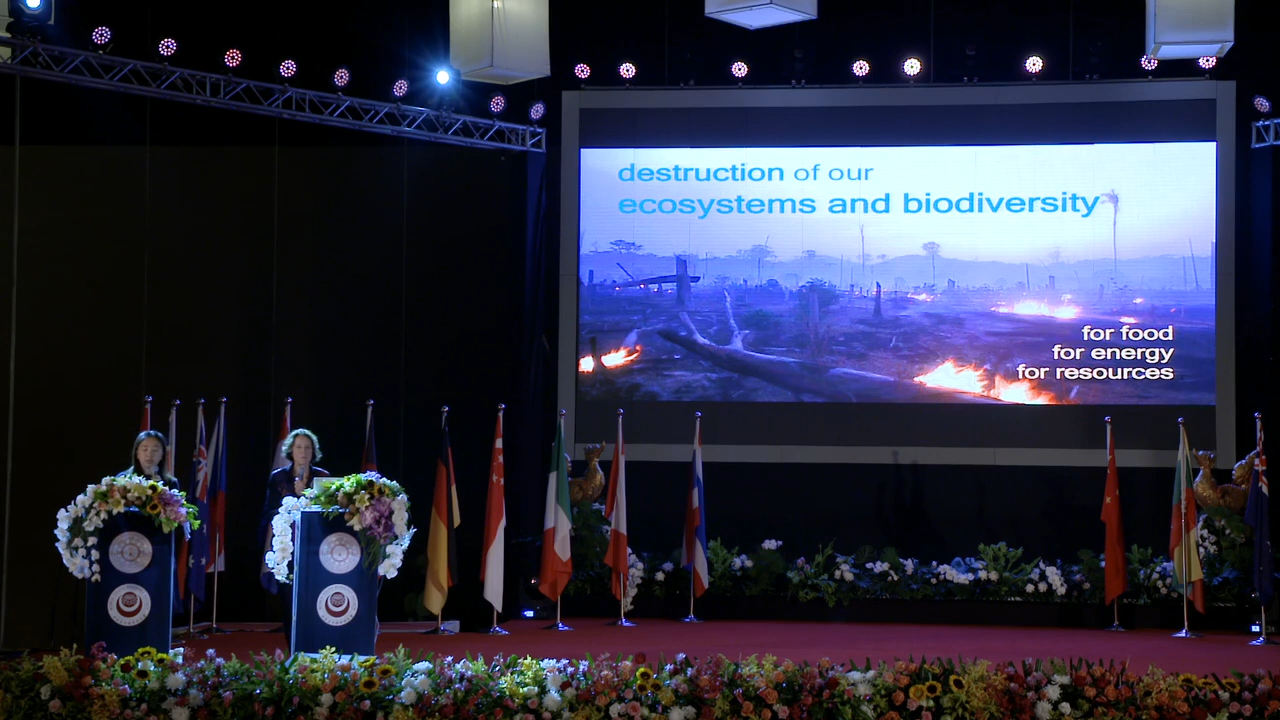 destruction of our
ecosystems and biodiversity
for food
for energy
for resources